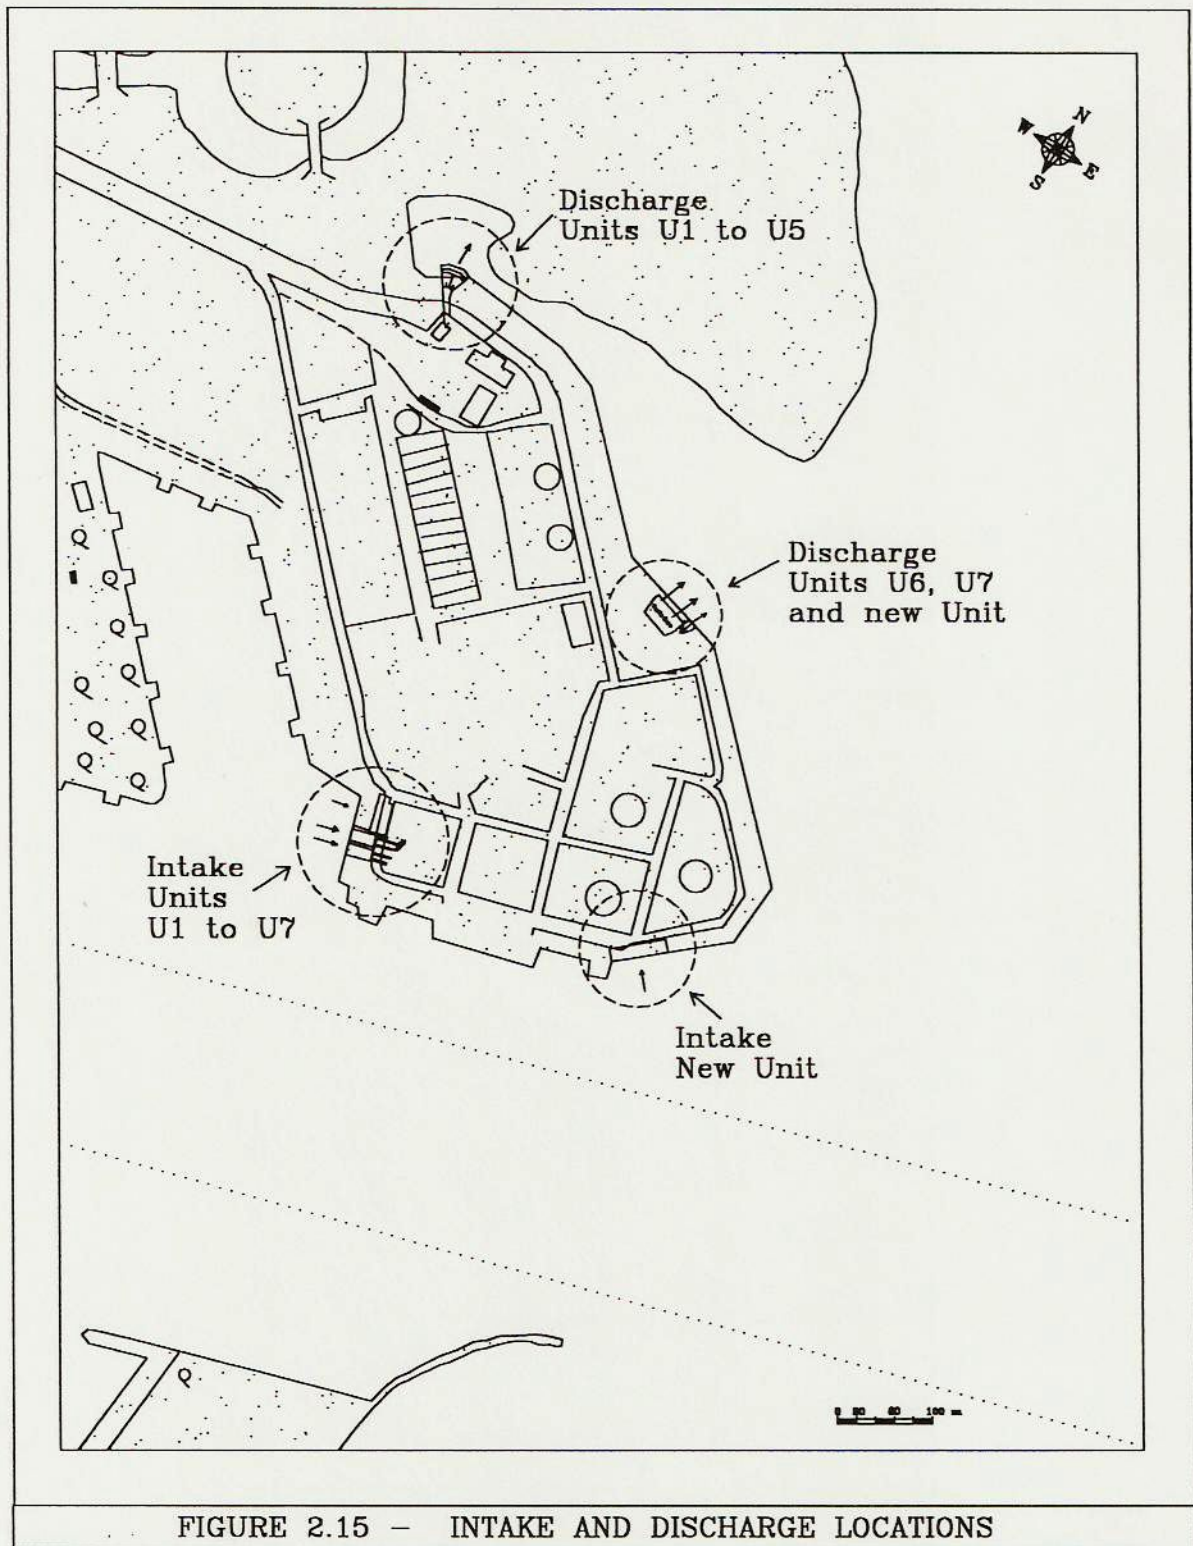 N
W
E
S
Discharge
Units U1 to U5
Discharge
Units U6, U7
and new Unit
Intake
Units
U1 to U7
Intake
New Unit
100 m
FIGURE 2.15 - INTAKE AND DISCHARGE LOCATIONS